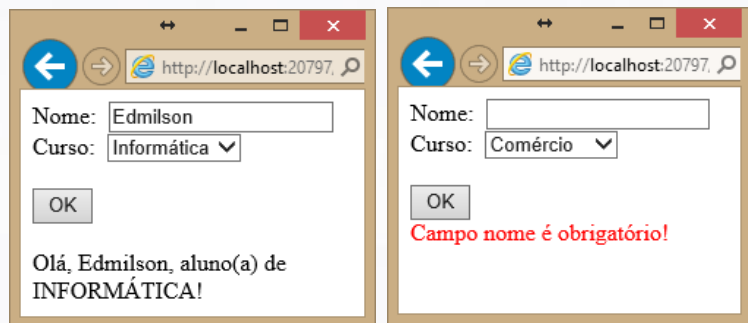 http://localhost:20797,
Nome: Edmilson
Curso: Informática
OK
Olá, Edmilson, aluno(a) de
INFORMÁTICA!
http://localhost:20797,
Nome:
Curso: Comércio
OK
Campo nome é obrigatório!